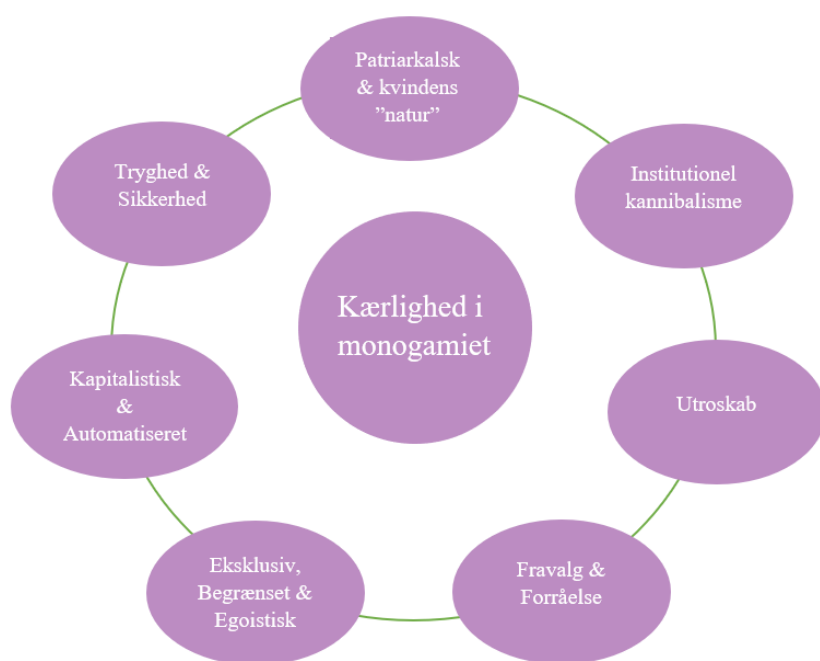 Patriarkalsk
& kvindens
”natur”
Institutionel
kannibalisme
Utroskab
Fravalg &
Forråelse
Eksklusiv,
Begrænset &
Egoistisk
Kapitalistisk
&
Automatiseret
Tryghed &
Sikkerhed
Kærlighed i
monogamiet